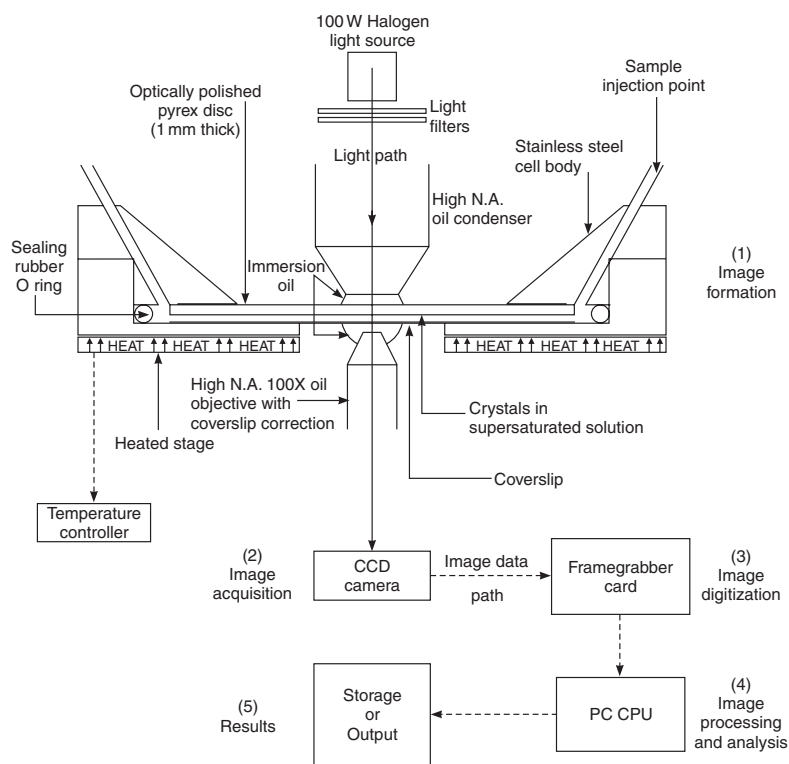 100 W Halogen
light source
Sample
injection point
Optically polished
pyrex disc
(1 mm thick)
Light
filters
Stainless steel
cell body
Light path
High N.A.
oil condenser
Sealing
rubber
O ring
Immersion
oil
(1)
Image
formation
HEAT HEAT HEAT
HEAT HEAT HEAT
High N.A. 100X oil
objective with
coverslip correction
Crystals in
supersaturated solution
Heated stage
Coverslip
Temperature
controller
(2)
Image
acquisition
CCD
camera
Image data
path
Framegrabber
card
(3)
Image
digitization
(5)
Results
Storage
or
Output
PC CPU
(4)
Image
processing
and analysis